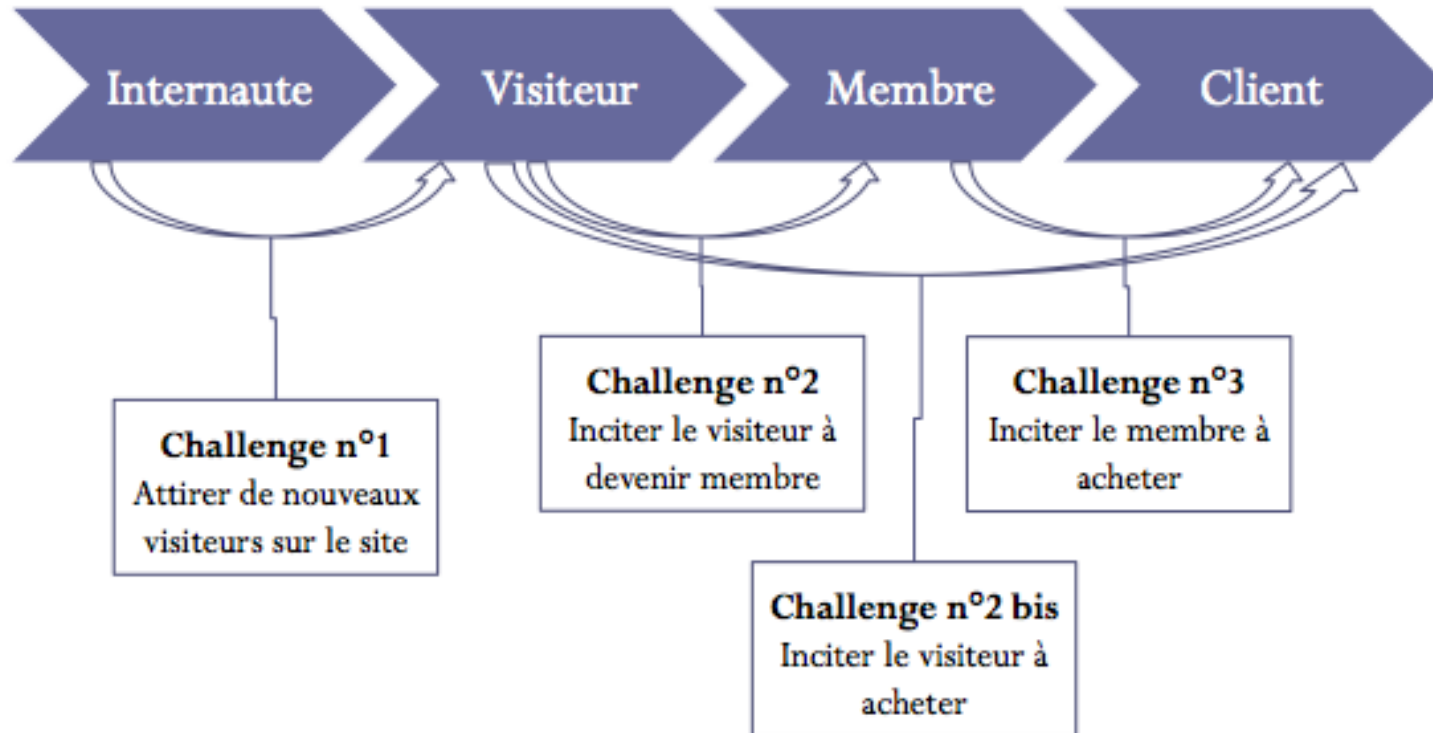 Internaute
Visiteur
Membre
Client
Challenge n°1
Attirer de nouveaux
visiteurs sur le site
Challenge n°2
Inciter le visiteur à
devenir membre
Challenge n°3
Inciter le membre à
acheter
Challenge n°2 bis
Inciter le visiteur à
acheter